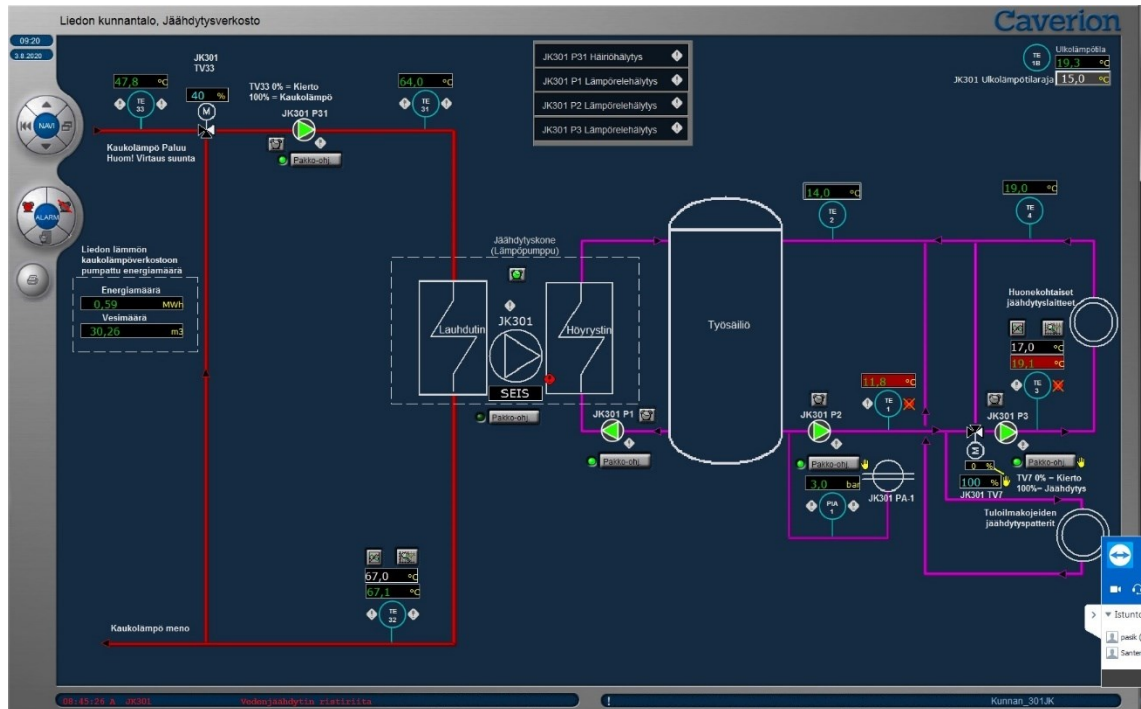 Liedon kunnantalo, Jäähdytysverkosto
Caverion
09:20
3.8.2020
NAVI
ALARM
47,8 °C
TE 33
JK301
TV33
40 %
M
TV33 0% = Kierto
100% = Kaukolämpö
JK301 P31
Pakko-ohj.
64,0 °C
TE 31
Kaukolämpö Paluu
Huom! Virtaus suunta
JK301 P31 Häiriöhälytys
JK301 P1 Lämpörelehälytys
JK301 P2 Lämpörelehälytys
JK301 P3 Lämpörelehälytys
TE 1B
Ulkolämpötila
19,3 °C
JK301 Ulkolämpötilaraja 15,0 °C
Liedon lämmön
kaukolämpöverkostoon
pumpattu energiamäärä
Energiamäärä
0,59 MWh
Vesimäärä
30,26 m3
Jäähdytyskone
(Lämpöpumppu)
Lauhdutin
JK301
SEIS
Höyrystin
Pakko-ohj.
Työsäiliö
14,0 °C
TE 2
19,0 °C
TE 4
Huonekohtaiset
jäähdytyslaitteet
17,0 °C
19,1 °C
TE 3
11,8 °C
TE 1
JK301 P1
Pakko-ohj.
JK301 P2
Pakko-ohj.
3,0 bar
PIA 1
JK301 PA-1
JK301 P3
Pakko-ohj.
M
0 %
100 %
JK301 TV7
TV7 0% = Kierto
100%= Jäähdytys
Tuloilmakojeiden
jäähdytyspatterit
67,0 °C
67,1 °C
TE 32
Kaukolämpö meno
Istunto
pasik (
Santer
08:45:26 A JK301 Vedenjäähdytin ristiriita
!
Kunnan_301JK